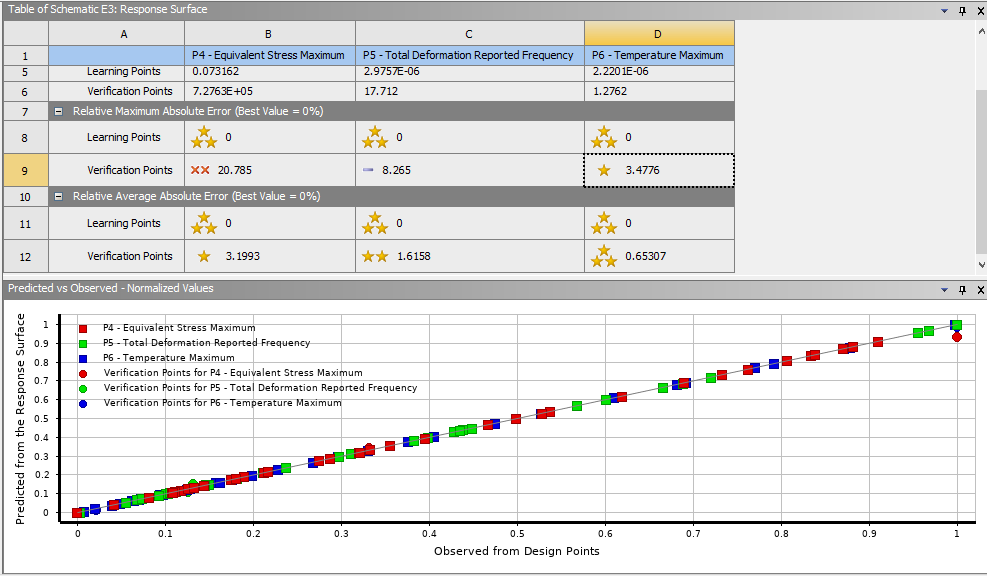 Table of Schematic E3: Response Surface
A B C D
1 P4 - Equivalent Stress Maximum P5 - Total Deformation Reported Frequency P6 - Temperature Maximum
5 Learning Points 0.073162 2.9757E-06 2.2201E-06
6 Verification Points 7.2763E+05 17.712 1.2762
7 Relative Maximum Absolute Error (Best Value = 0%)
8 Learning Points 0 0 0
9 Verification Points 20.785 8.265 3.4776
10 Relative Average Absolute Error (Best Value = 0%)
11 Learning Points 0 0 0
12 Verification Points 3.1993 1.6158 0.65307
Predicted vs Observed - Normalized Values
Predicted from the Response Surface
1
0.9
0.8
0.7
0.6
0.5
0.4
0.3
0.2
0.1
0
P4 - Equivalent Stress Maximum
P5 - Total Deformation Reported Frequency
P6 - Temperature Maximum
Verification Points for P4 - Equivalent Stress Maximum
Verification Points for P5 - Total Deformation Reported Frequency
Verification Points for P6 - Temperature Maximum
0 0.1 0.2 0.3 0.4 0.5 0.6 0.7 0.8 0.9 1
Observed from Design Points